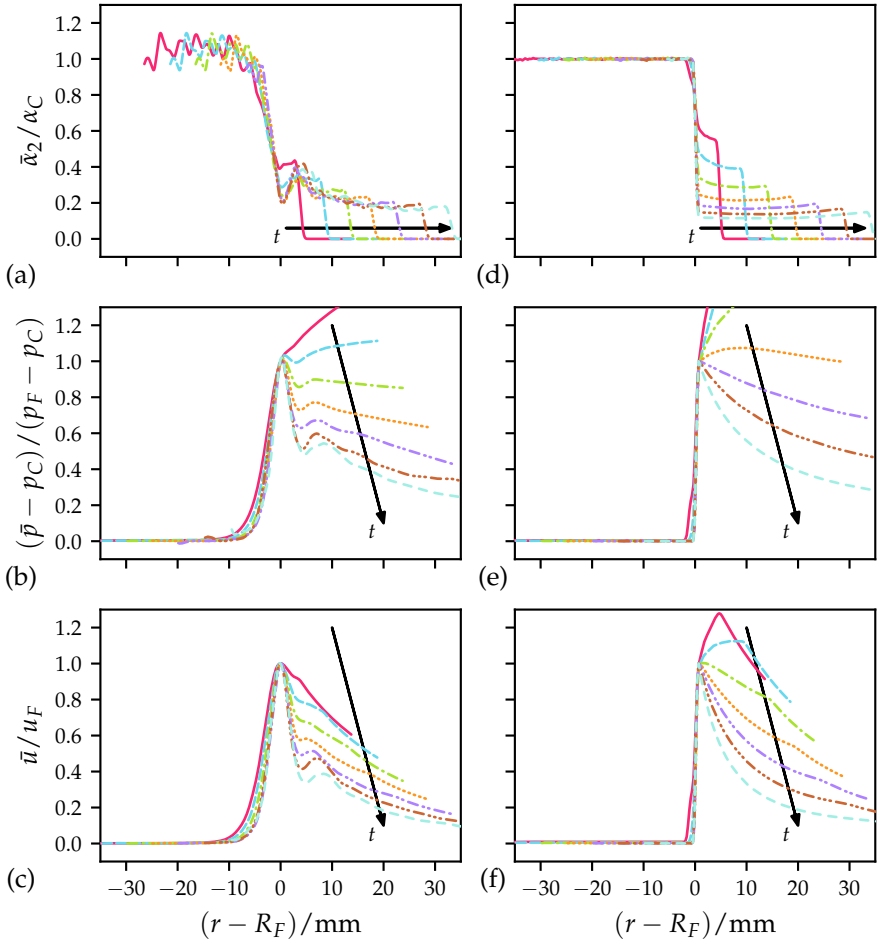 1.2
1.0
0.8
0.6
0.4
0.2
0.0
ᾱ₂/α_C
t
(a)
t
(d)
1.2
1.0
0.8
0.6
0.4
0.2
0.0
(p̄ − p_C)/(p_F − p_C)
t
(b)
t
(e)
1.2
1.0
0.8
0.6
0.4
0.2
0.0
ū/u_F
t
(c)
t
(f)
−30 −20 −10 0 10 20 30
−30 −20 −10 0 10 20 30
(r − R_F)/mm
(r − R_F)/mm